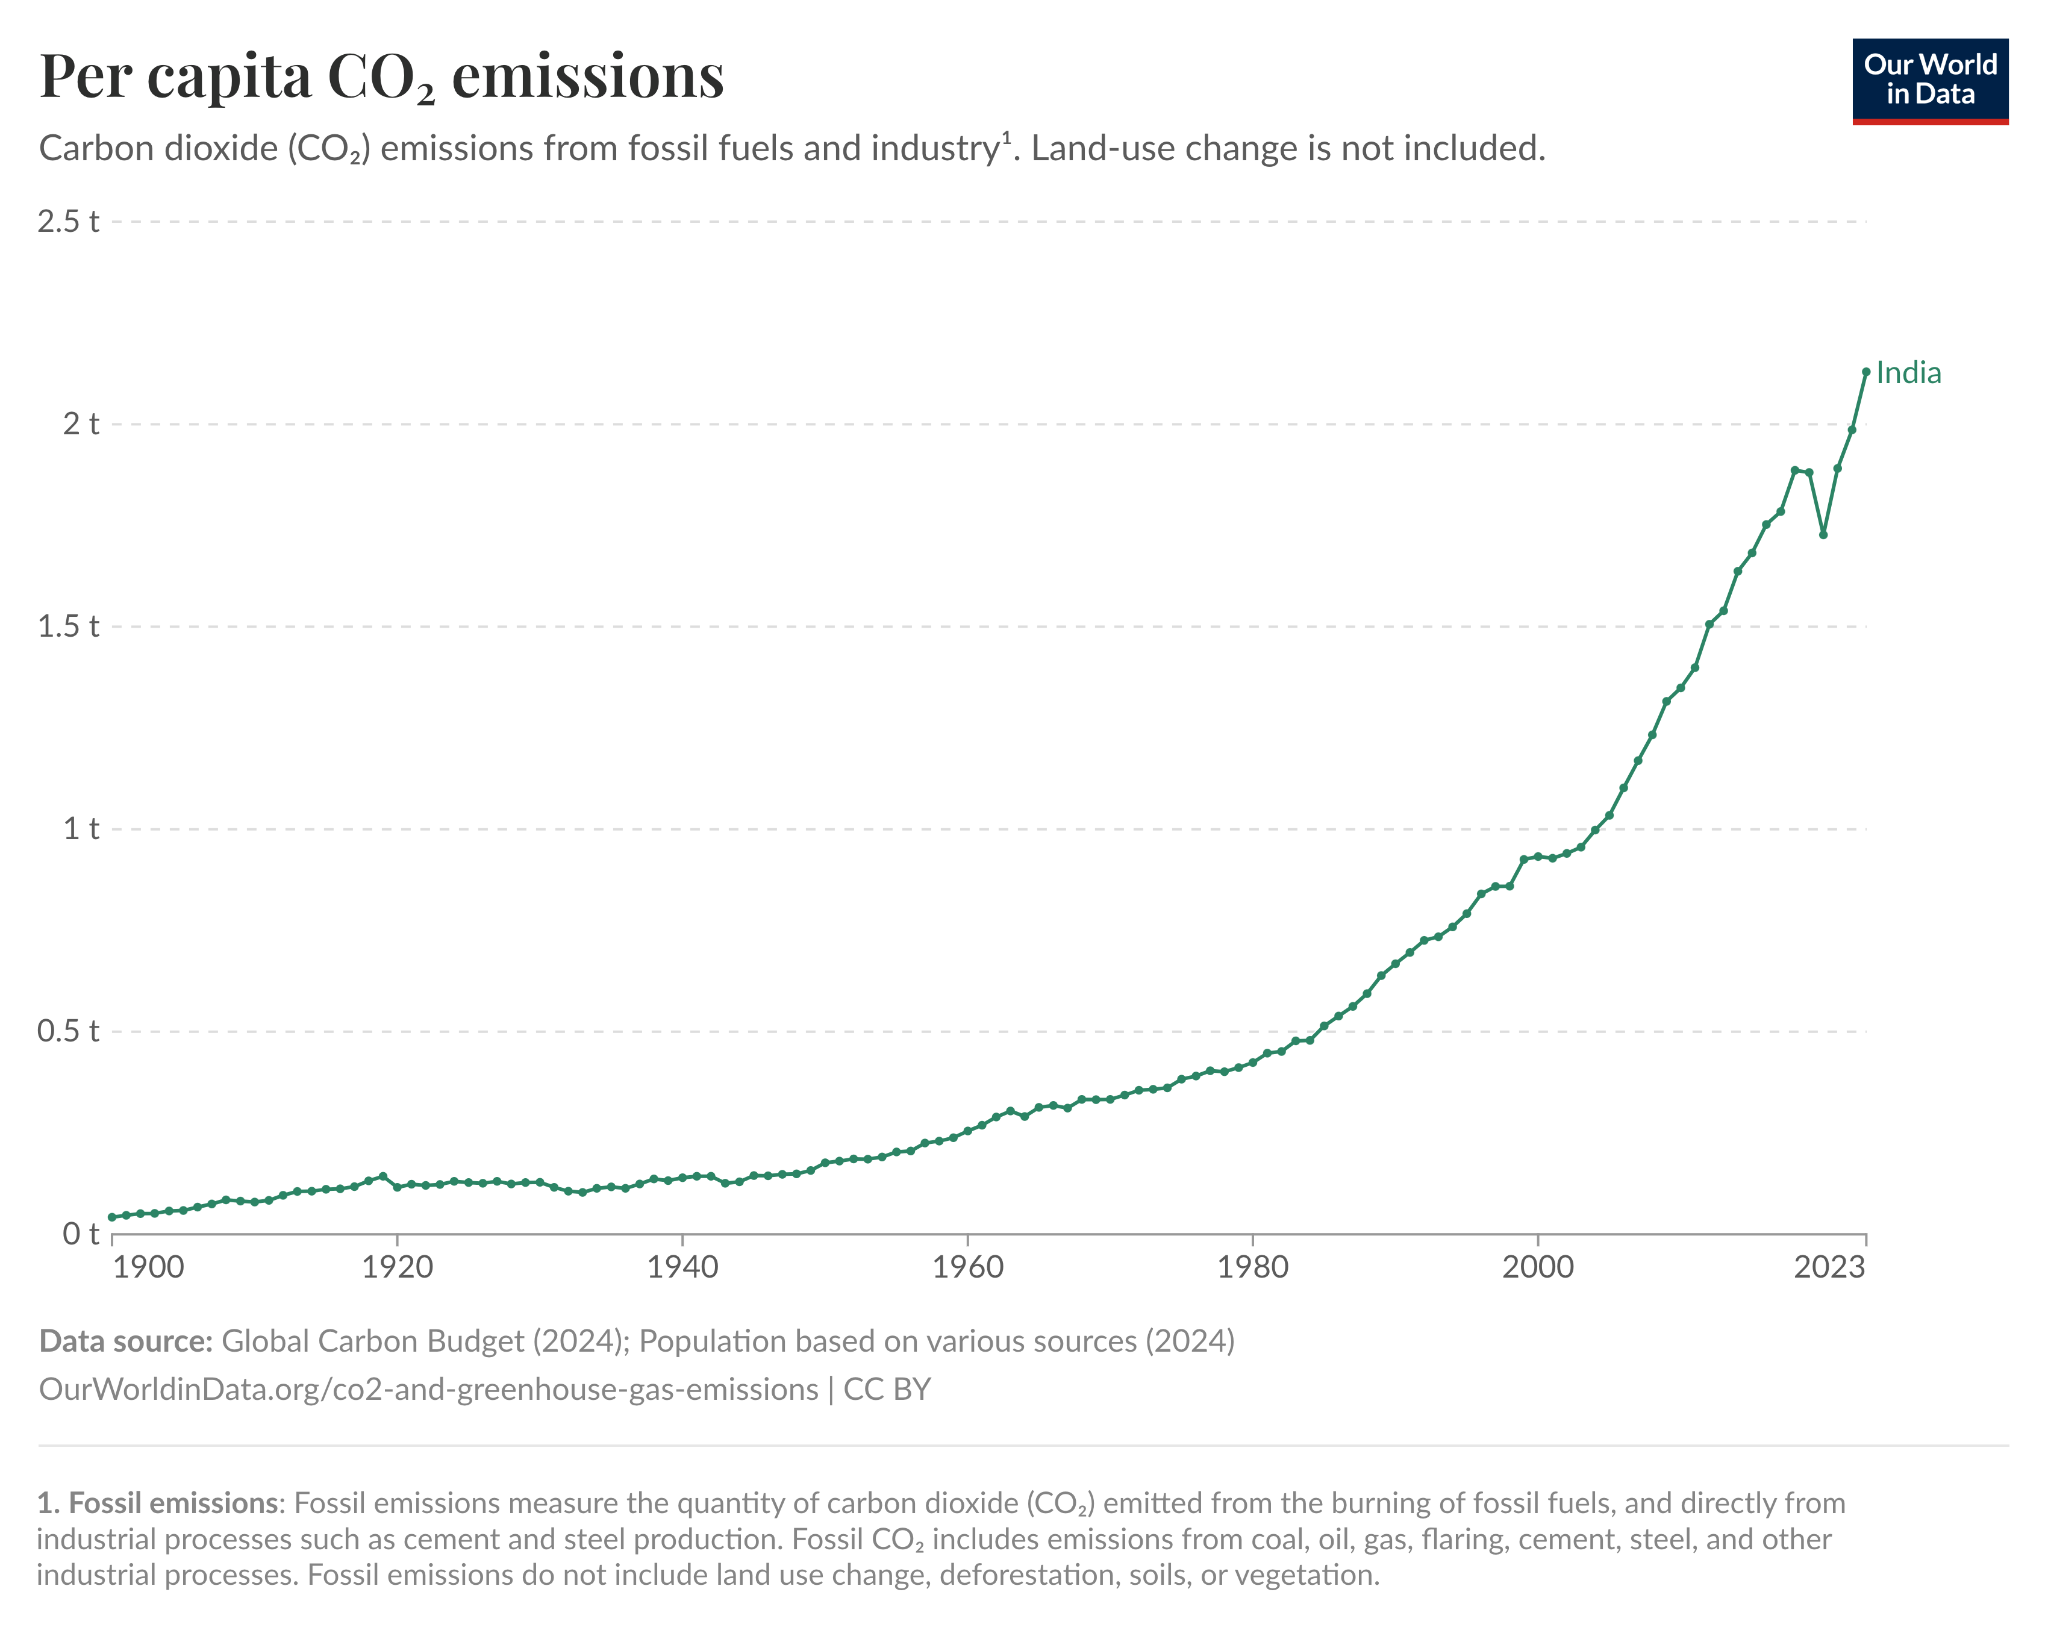 Per capita CO₂ emissions
Our World
in Data
Carbon dioxide (CO₂) emissions from fossil fuels and industry¹. Land-use change is not included.
2.5 t
India
2 t
1.5 t
1 t
0.5 t
0 t
1900 1920 1940 1960 1980 2000 2023
Data source: Global Carbon Budget (2024); Population based on various sources (2024)
OurWorldinData.org/co2-and-greenhouse-gas-emissions | CC BY
1. Fossil emissions: Fossil emissions measure the quantity of carbon dioxide (CO₂) emitted from the burning of fossil fuels, and directly from
industrial processes such as cement and steel production. Fossil CO₂ includes emissions from coal, oil, gas, flaring, cement, steel, and other
industrial processes. Fossil emissions do not include land use change, deforestation, soils, or vegetation.